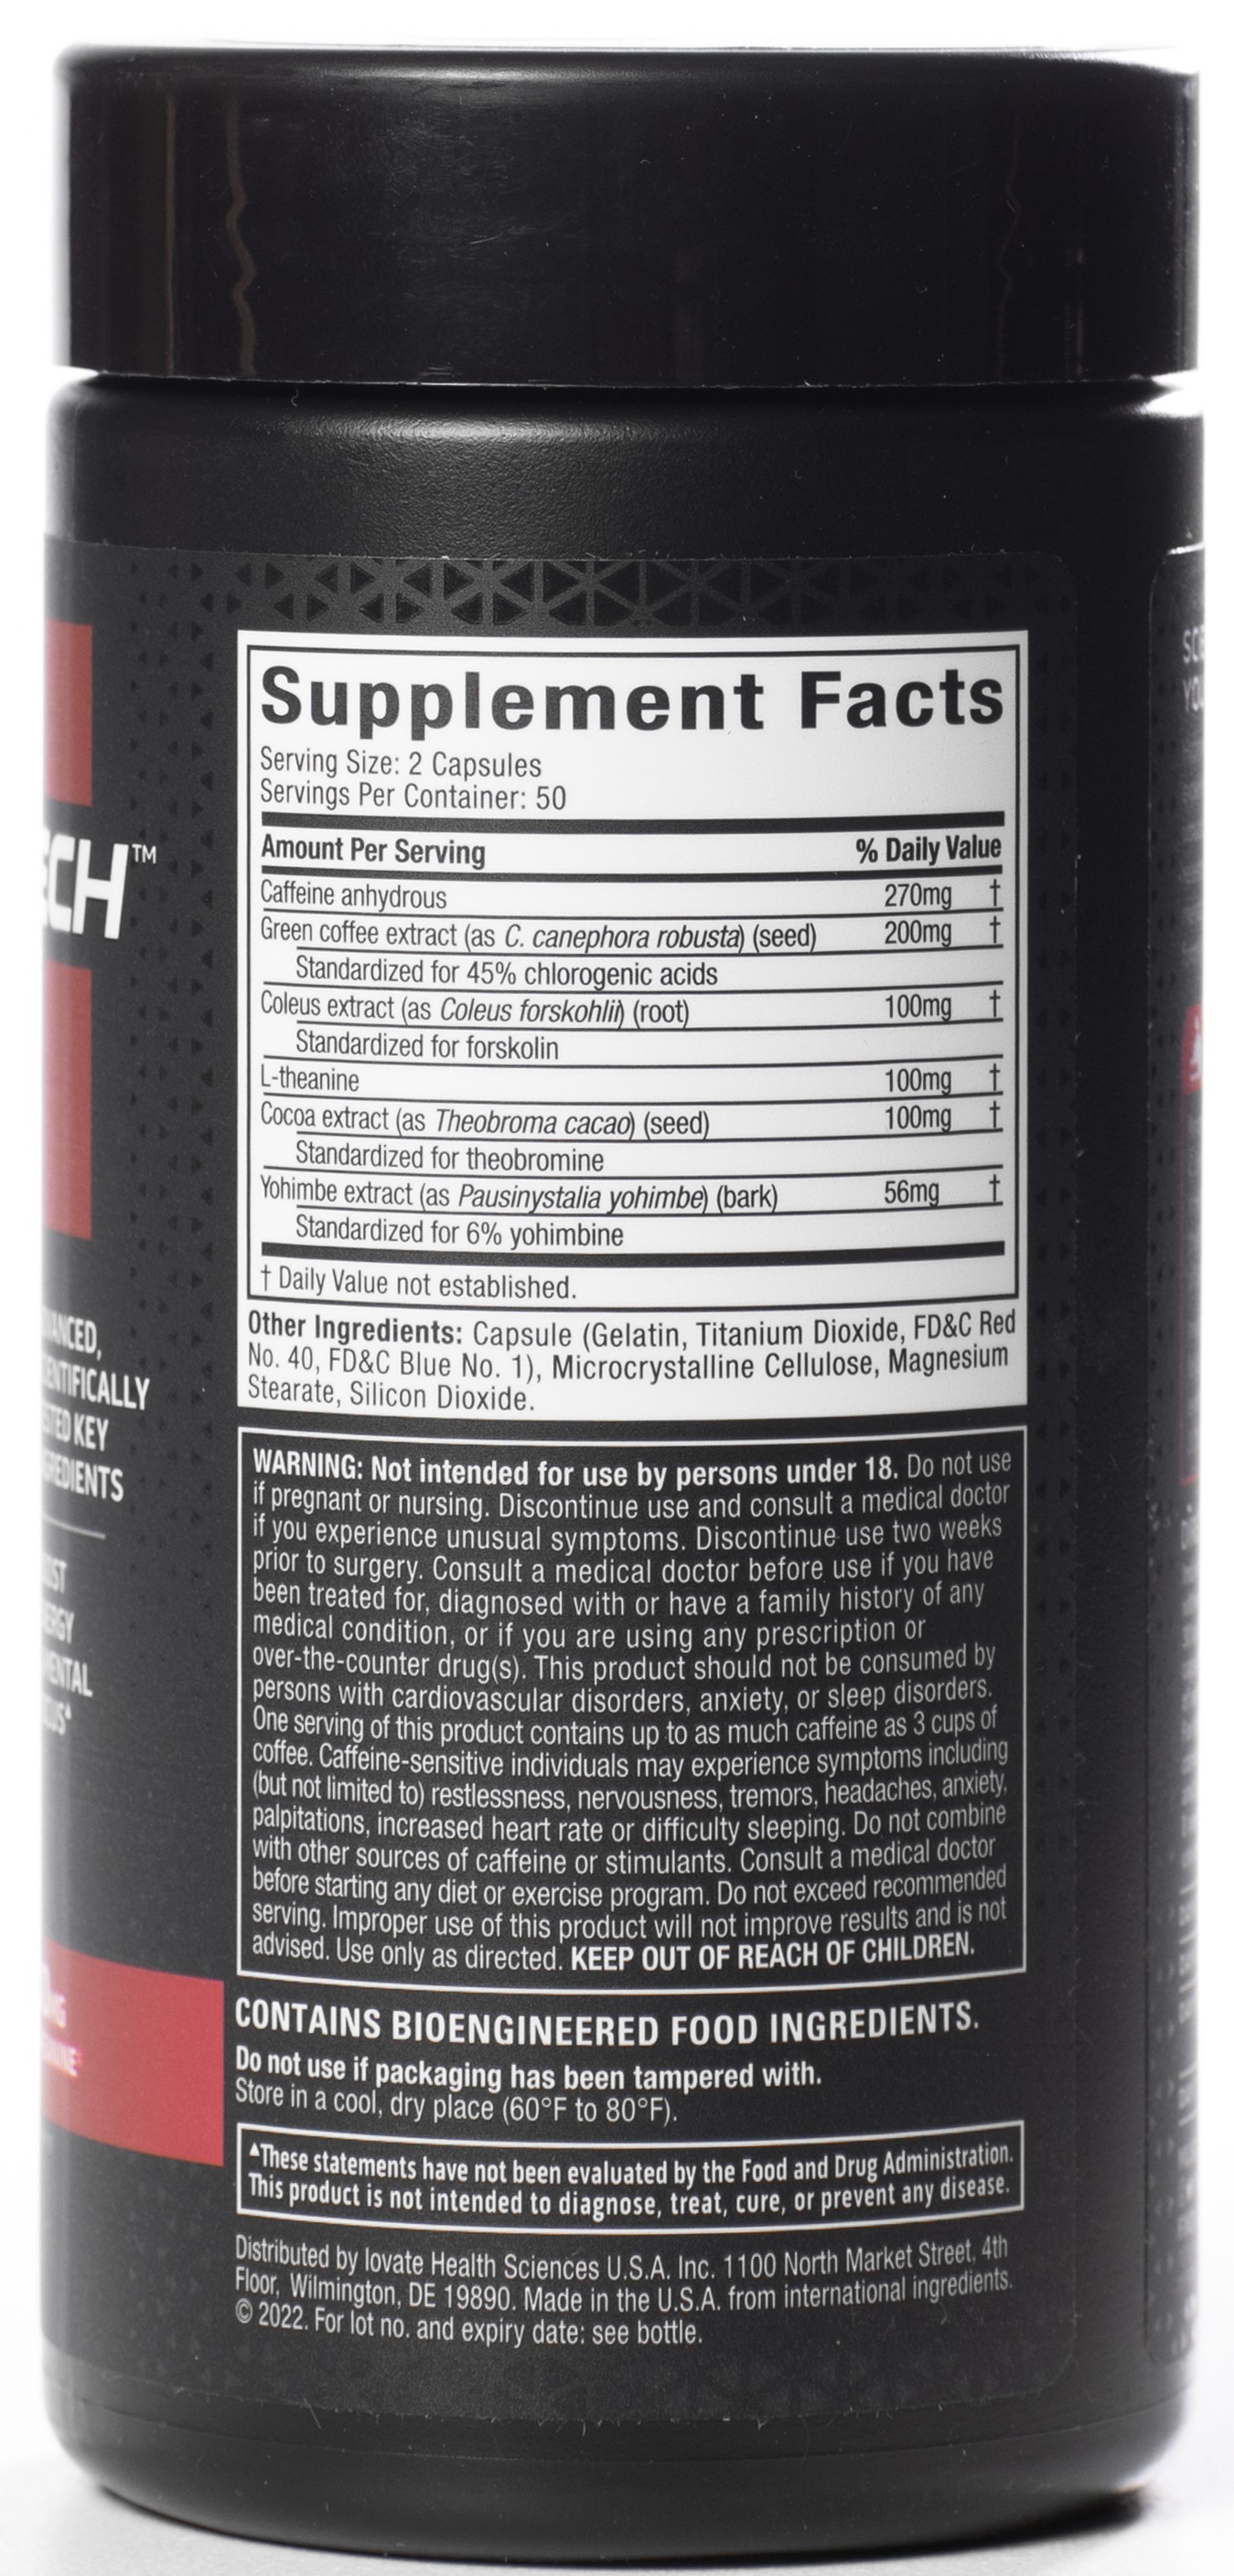 Supplement Facts
Serving Size: 2 Capsules
Servings Per Container: 50
Amount Per Serving % Daily Value
Caffeine anhydrous 270mg †
Green coffee extract (as C. canephora robusta) (seed) 200mg †
Standardized for 45% chlorogenic acids
Coleus extract (as Coleus forskohlii) (root) 100mg †
Standardized for forskolin
L-theanine 100mg †
Cocoa extract (as Theobroma cacao) (seed) 100mg †
Standardized for theobromine
Yohimbe extract (as Pausinystalia yohimbe) (bark) 56mg †
Standardized for 6% yohimbine
† Daily Value not established.
Other Ingredients: Capsule (Gelatin, Titanium Dioxide, FD&C Red
No. 40, FD&C Blue No. 1), Microcrystalline Cellulose, Magnesium
Stearate, Silicon Dioxide.
WARNING: Not intended for use by persons under 18. Do not use
if pregnant or nursing. Discontinue use and consult a medical doctor
if you experience unusual symptoms. Discontinue use two weeks
prior to surgery. Consult a medical doctor before use if you have
been treated for, diagnosed with or have a family history of any
medical condition, or if you are using any prescription or
over-the-counter drug(s). This product should not be consumed by
persons with cardiovascular disorders, anxiety, or sleep disorders.
One serving of this product contains up to as much caffeine as 3 cups of
coffee. Caffeine-sensitive individuals may experience symptoms including
(but not limited to) restlessness, nervousness, tremors, headaches, anxiety,
palpitations, increased heart rate or difficulty sleeping. Do not combine
with other sources of caffeine or stimulants. Consult a medical doctor
before starting any diet or exercise program. Do not exceed recommended
serving. Improper use of this product will not improve results and is not
advised. Use only as directed. KEEP OUT OF REACH OF CHILDREN.
CONTAINS BIOENGINEERED FOOD INGREDIENTS.
Do not use if packaging has been tampered with.
Store in a cool, dry place (60°F to 80°F).
▲These statements have not been evaluated by the Food and Drug Administration.
This product is not intended to diagnose, treat, cure, or prevent any disease.
Distributed by Iovate Health Sciences U.S.A. Inc. 1100 North Market Street, 4th
Floor, Wilmington, DE 19890. Made in the U.S.A. from international ingredients.
© 2022. For lot no. and expiry date: see bottle.
CH™
KEY